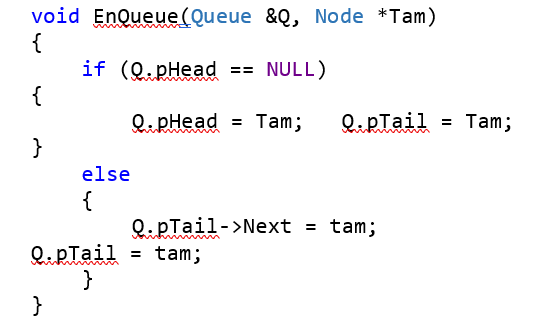 void EnQueue(Queue &Q, Node *Tam)
{
if (Q.pHead == NULL)
{
Q.pHead = Tam; Q.pTail = Tam;
}
else
{
Q.pTail->Next = tam;
Q.pTail = tam;
}
}